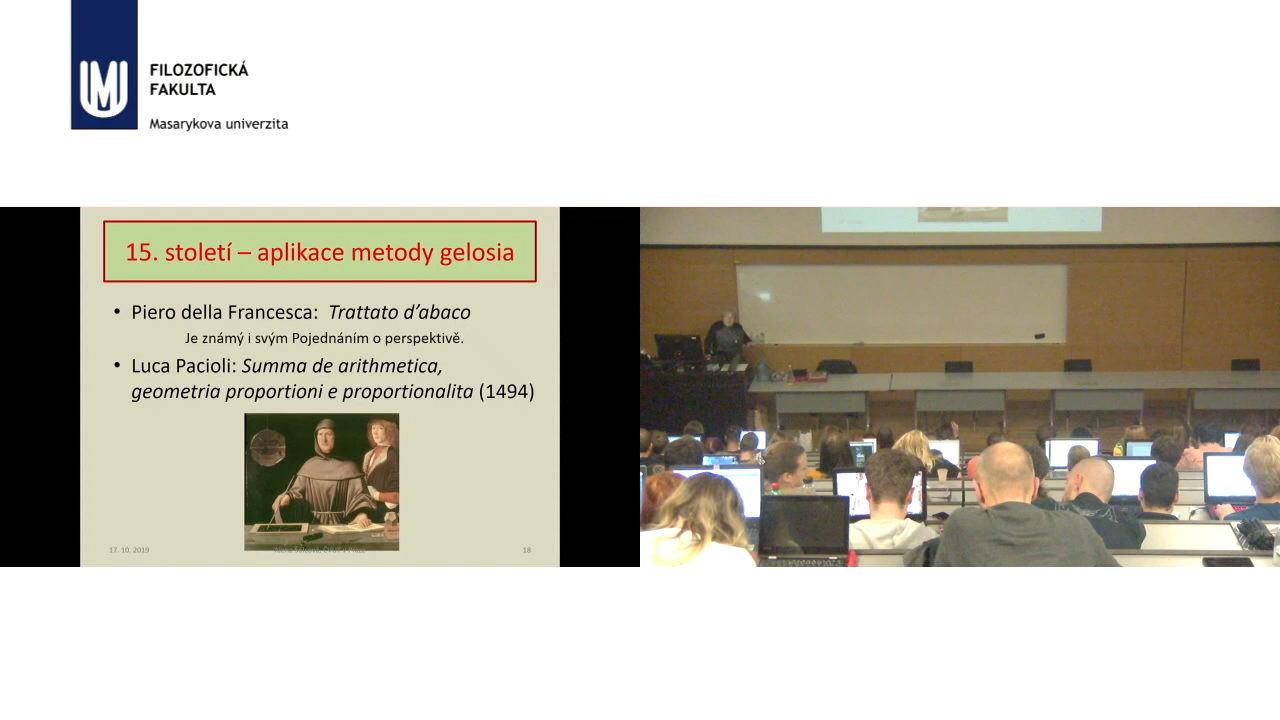 FILOZOFICKÁ
FAKULTA
Masarykova univerzita
15. století – aplikace metody gelosia
• Piero della Francesca: Trattato d’abaco
Je známý i svým Pojednáním o perspektivě.
• Luca Pacioli: Summa de arithmetica,
geometria proportioni e proportionalita (1494)
17. 10. 2019
18